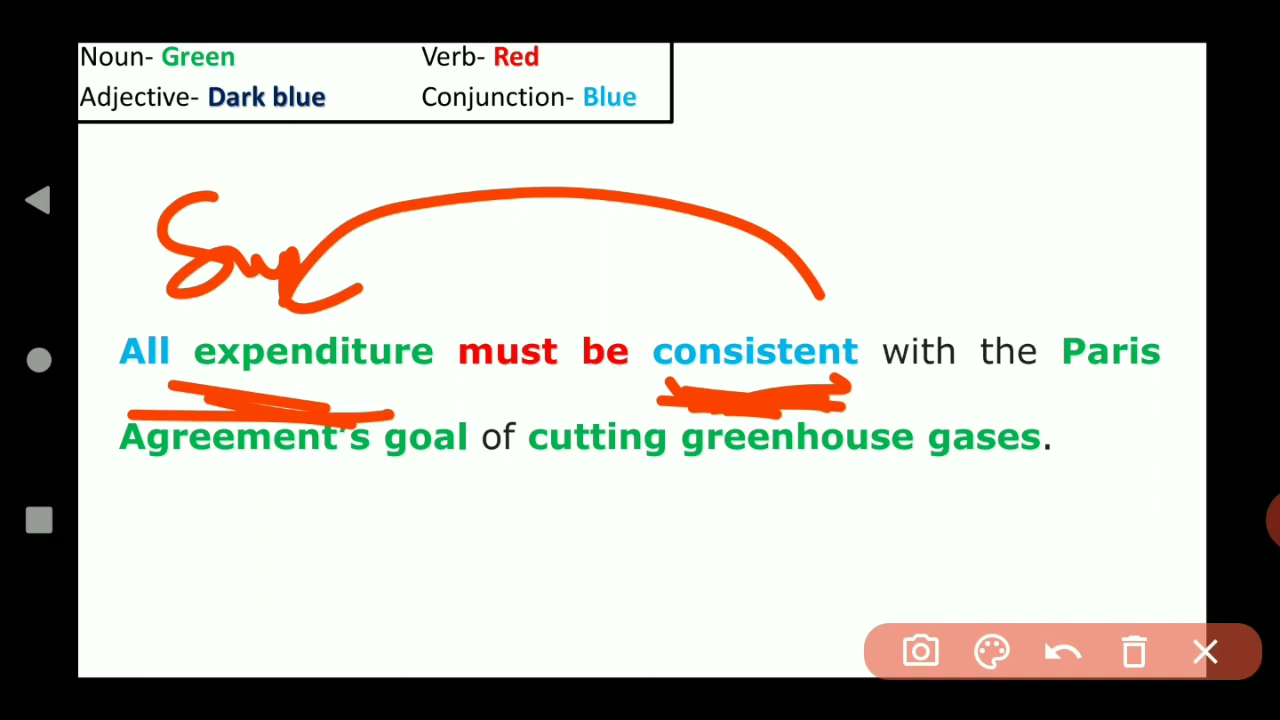 Noun- Green Verb- Red
Adjective- Dark blue Conjunction- Blue
All expenditure must be consistent with the Paris
Agreement's goal of cutting greenhouse gases.